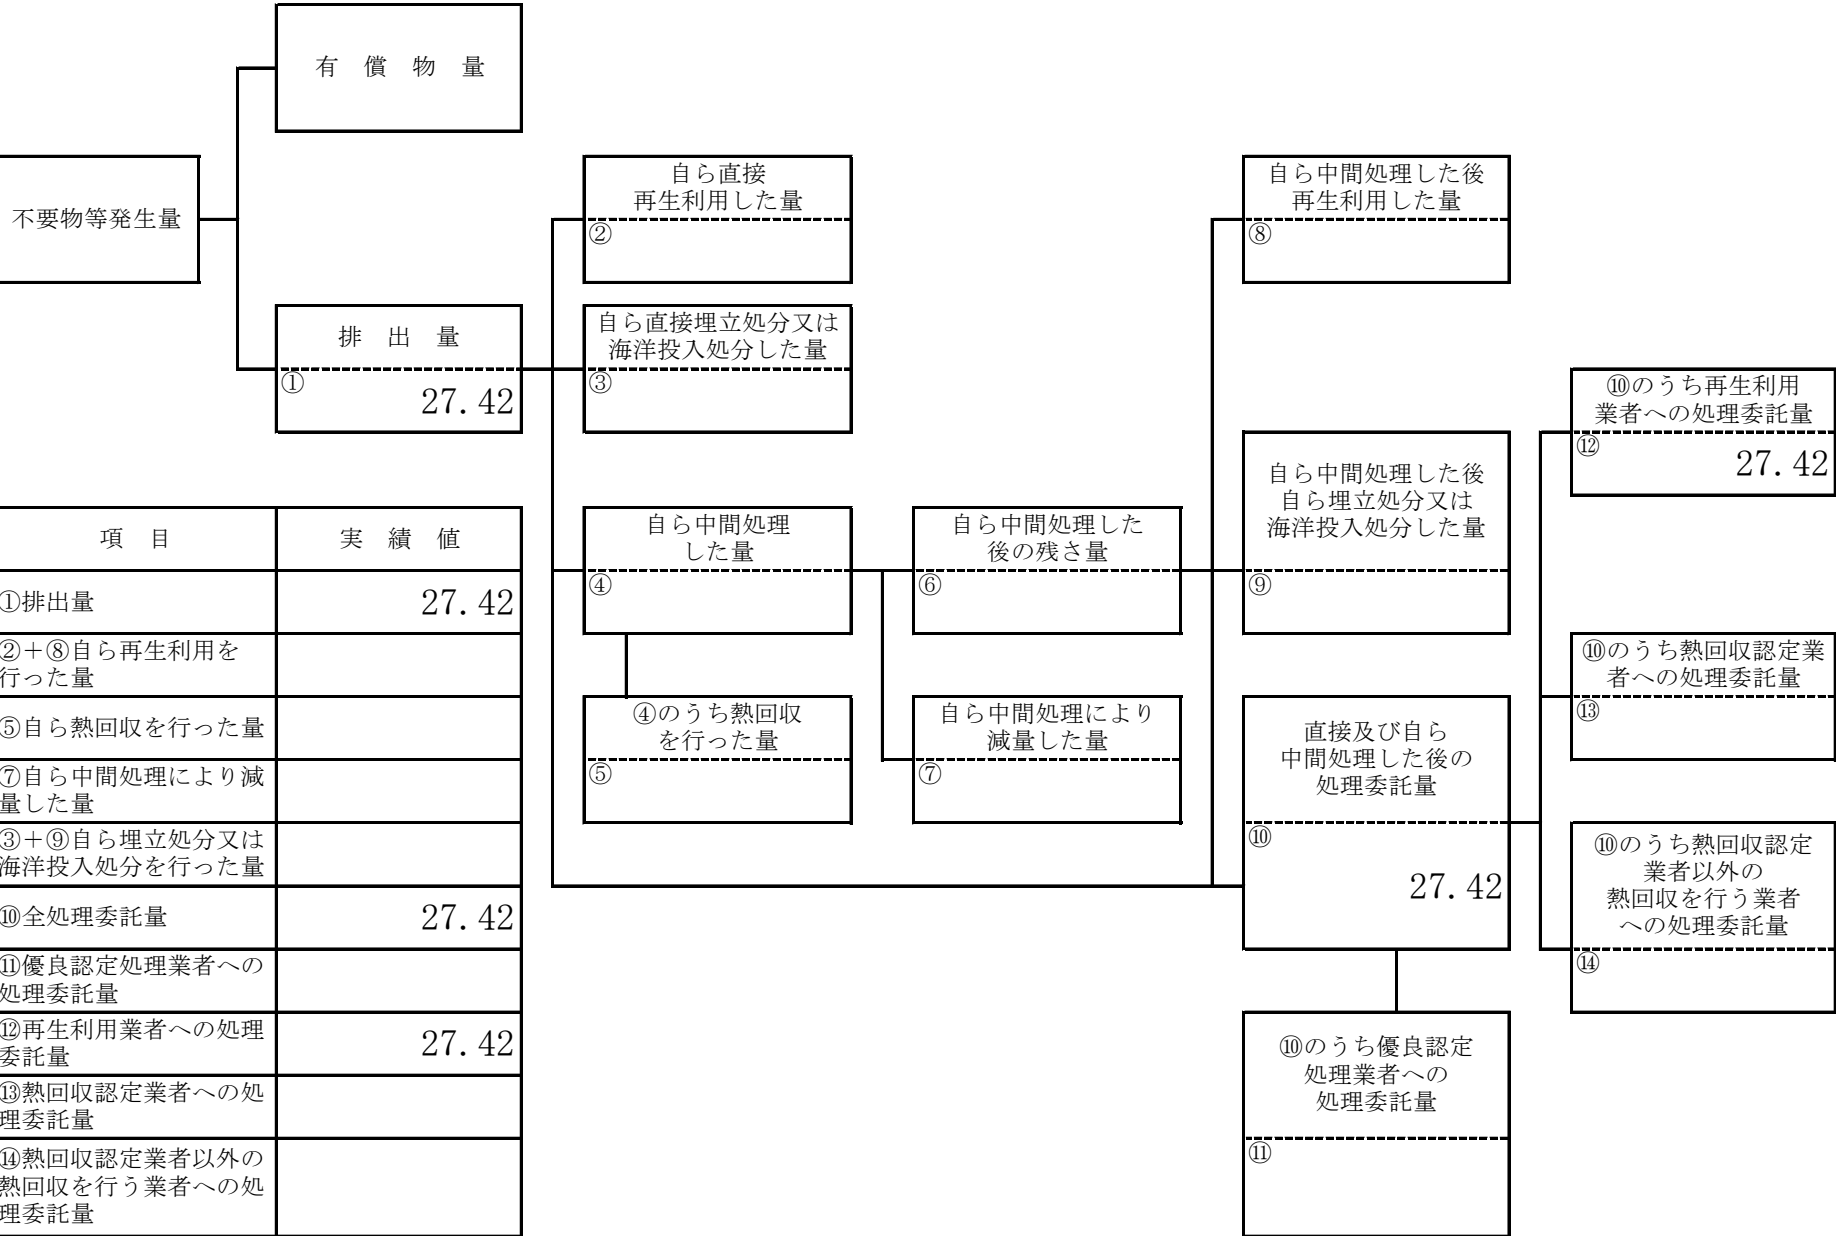 有 償 物 量
不要物等発生量
排 出 量
①
27.42
自ら直接
再生利用した量
②
自ら直接埋立処分又は
海洋投入処分した量
③
自ら中間処理
した量
④
④のうち熱回収
を行った量
⑤
自ら中間処理した
後の残さ量
⑥
自ら中間処理により
減量した量
⑦
自ら中間処理した後
再生利用した量
⑧
自ら中間処理した後
自ら埋立処分又は
海洋投入処分した量
⑨
直接及び自ら
中間処理した後の
処理委託量
⑩
27.42
⑩のうち優良認定
処理業者への
処理委託量
⑪
⑩のうち再生利用
業者への処理委託量
⑫
27.42
⑩のうち熱回収認定業
者への処理委託量
⑬
⑩のうち熱回収認定
業者以外の
熱回収を行う業者
への処理委託量
⑭
項 目 実 績 値
①排出量 27.42
②＋⑧自ら再生利用を
行った量
⑤自ら熱回収を行った量
⑦自ら中間処理により減
量した量
③＋⑨自ら埋立処分又は
海洋投入処分を行った量
⑩全処理委託量 27.42
⑪優良認定処理業者への
処理委託量
⑫再生利用業者への処理
委託量 27.42
⑬熱回収認定業者への処
理委託量
⑭熱回収認定業者以外の
熱回収を行う業者への処
理委託量